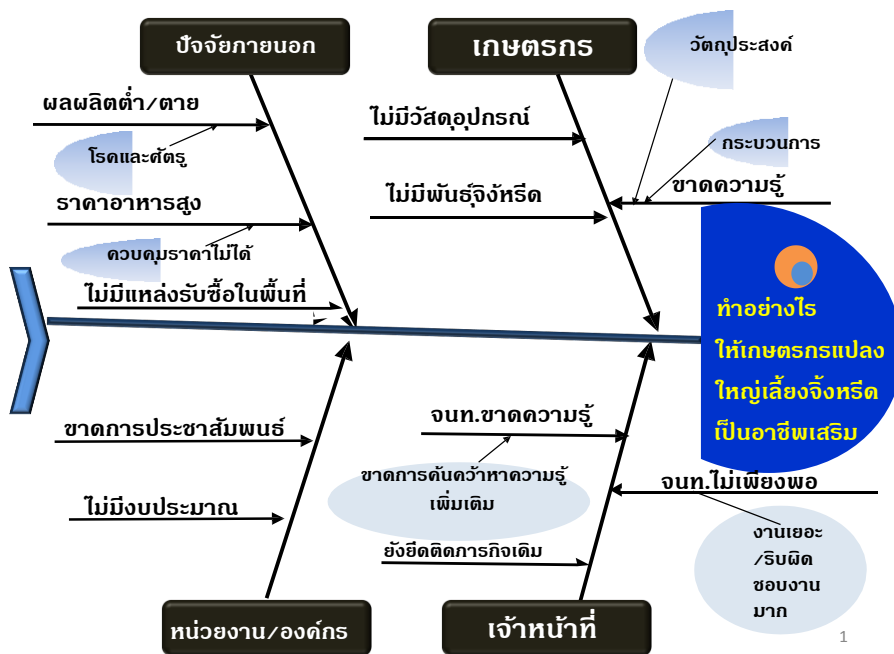 ปัจจัยภายนอก
เกษตรกร
วัตถุประสงค์
ผลผลิตต่ำ/ตาย
ไม่มีวัสดุอุปกรณ์
กระบวนการ
โรคและศัตรู
ขาดความรู้
ราคาอาหารสูง
ไม่มีพันธุ์จิ้งหรีด
ควบคุมราคาไม่ได้
ไม่มีแหล่งรับซื้อในพื้นที่
ทำอย่างไร
ให้เกษตรกรแปลง
ใหญ่เลี้ยงจิ้งหรีด
เป็นอาชีพเสริม
ขาดการประชาสัมพนธ์
จนท.ขาดความรู้
ขาดการค้นคว้าหาความรู้
เพิ่มเติม
จนท.ไม่เพียงพอ
ไม่มีงบประมาณ
ยังยึดติดภารกิจเดิม
งานเยอะ
/ริบผิด
ชอบงาน
มาก
หน่วยงาน/องค์กร
เจ้าหน้าที่
1